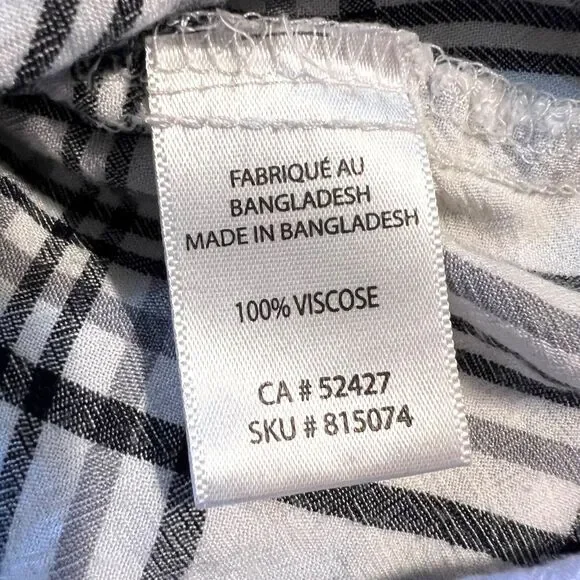 FABRIQUÉ AU
BANGLADESH
MADE IN BANGLADESH
100% VISCOSE
CA # 52427
SKU # 815074